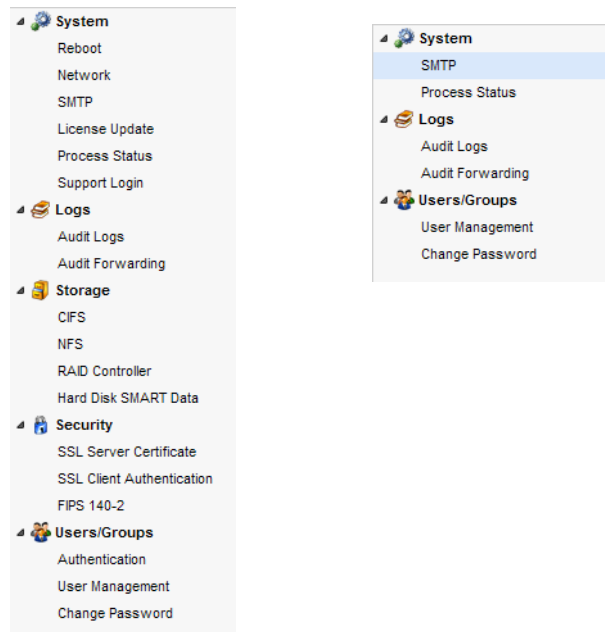 System
Reboot
Network
SMTP
License Update
Process Status
Support Login
Logs
Audit Logs
Audit Forwarding
Storage
CIFS
NFS
RAID Controller
Hard Disk SMART Data
Security
SSL Server Certificate
SSL Client Authentication
FIPS 140-2
Users/Groups
Authentication
User Management
Change Password
System
SMTP
Process Status
Logs
Audit Logs
Audit Forwarding
Users/Groups
User Management
Change Password